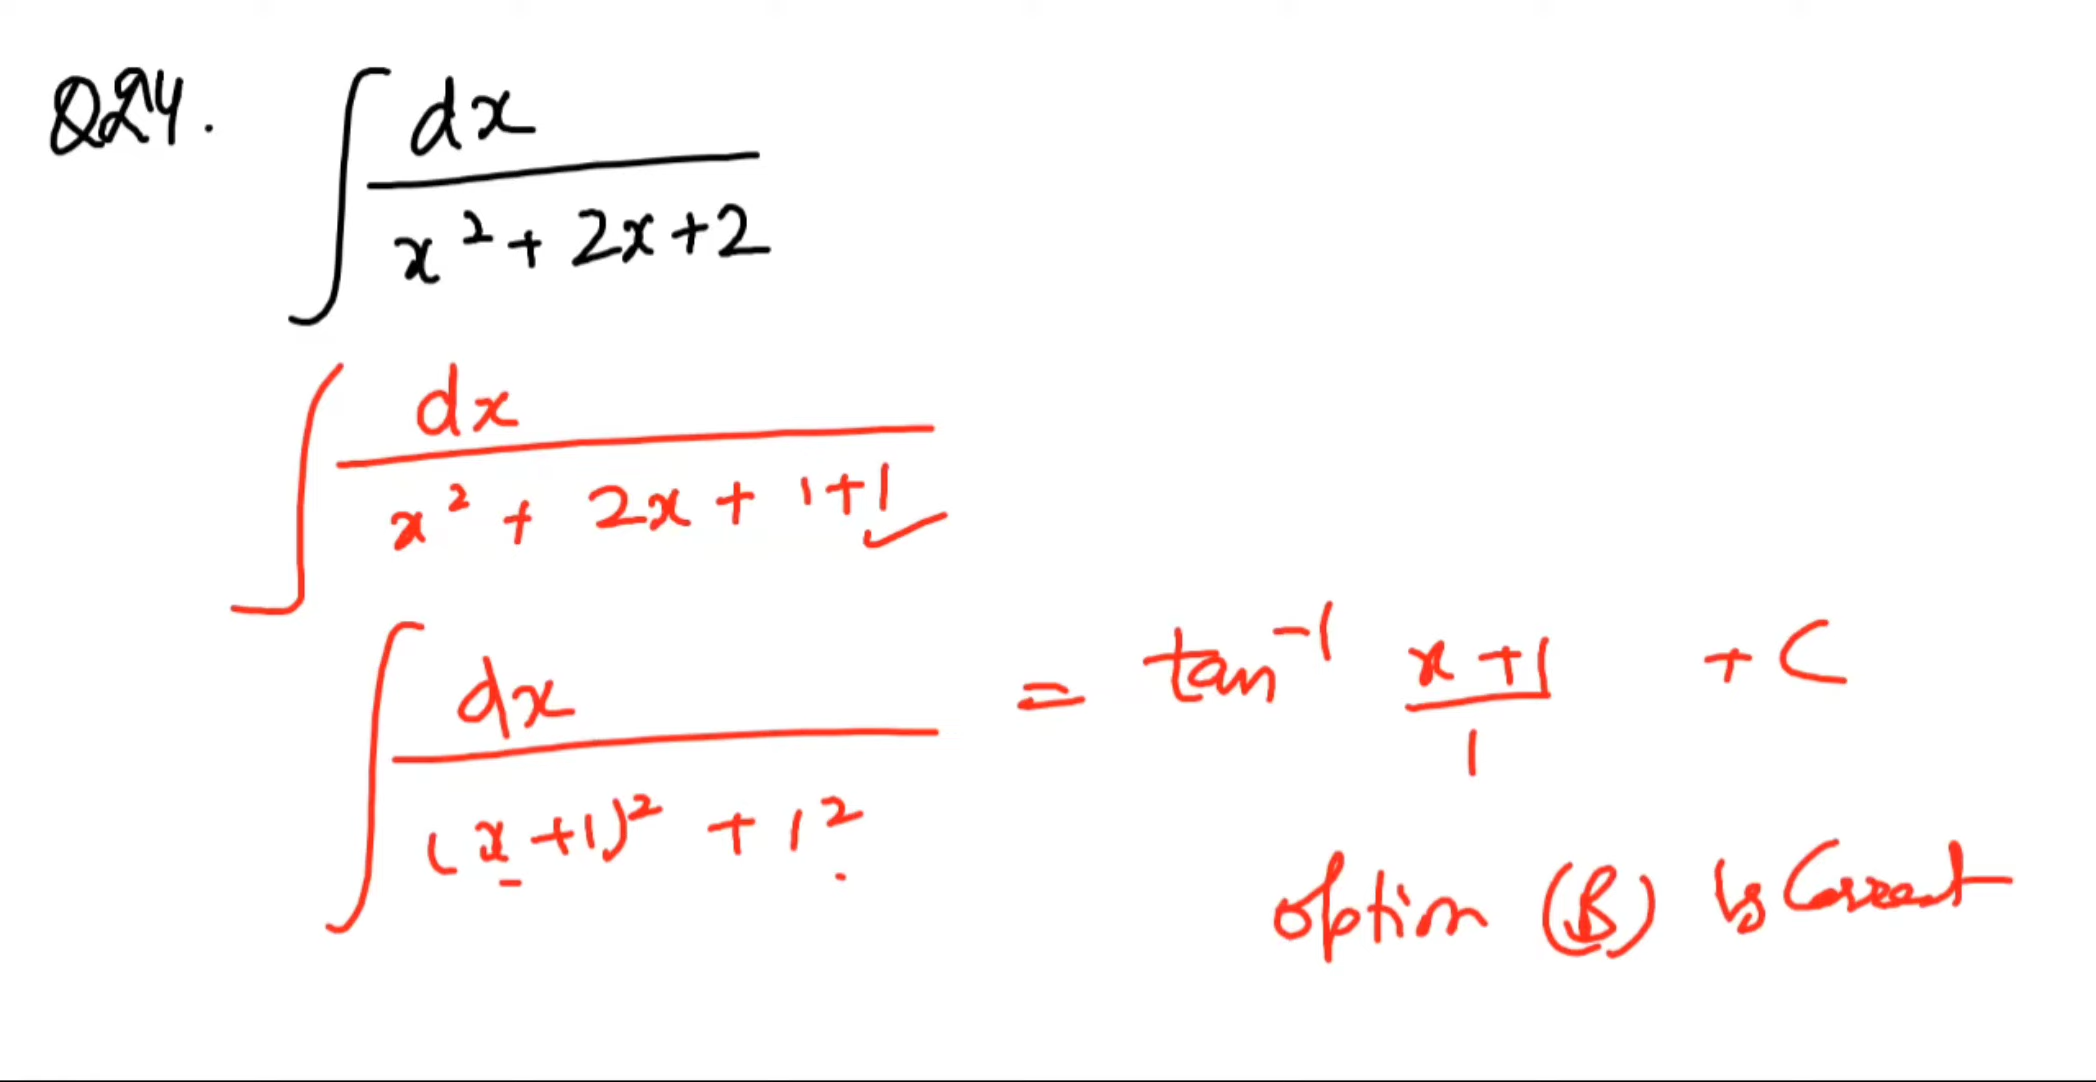 Q24. ∫ dx / (x² + 2x + 2)
∫ dx / (x² + 2x + 1 + 1)
∫ dx / ((x + 1)² + 1²) = tan⁻¹ (x + 1)/1 + C
option (B) is Correct